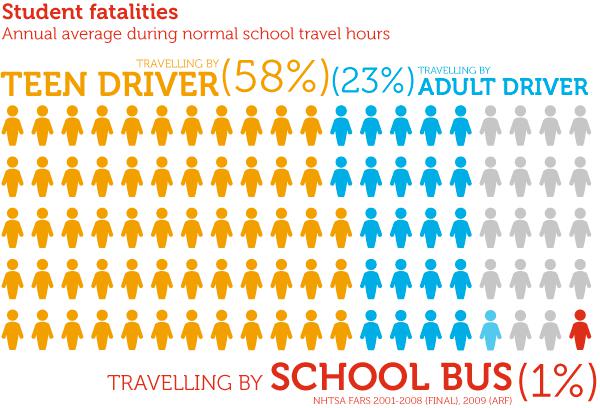 Student fatalities
Annual average during normal school travel hours
TRAVELLING BY
TEEN DRIVER (58%)
(23%) TRAVELLING BY
ADULT DRIVER
TRAVELLING BY SCHOOL BUS (1%)
NHTSA FARS 2001-2008 (FINAL), 2009 (ARF)